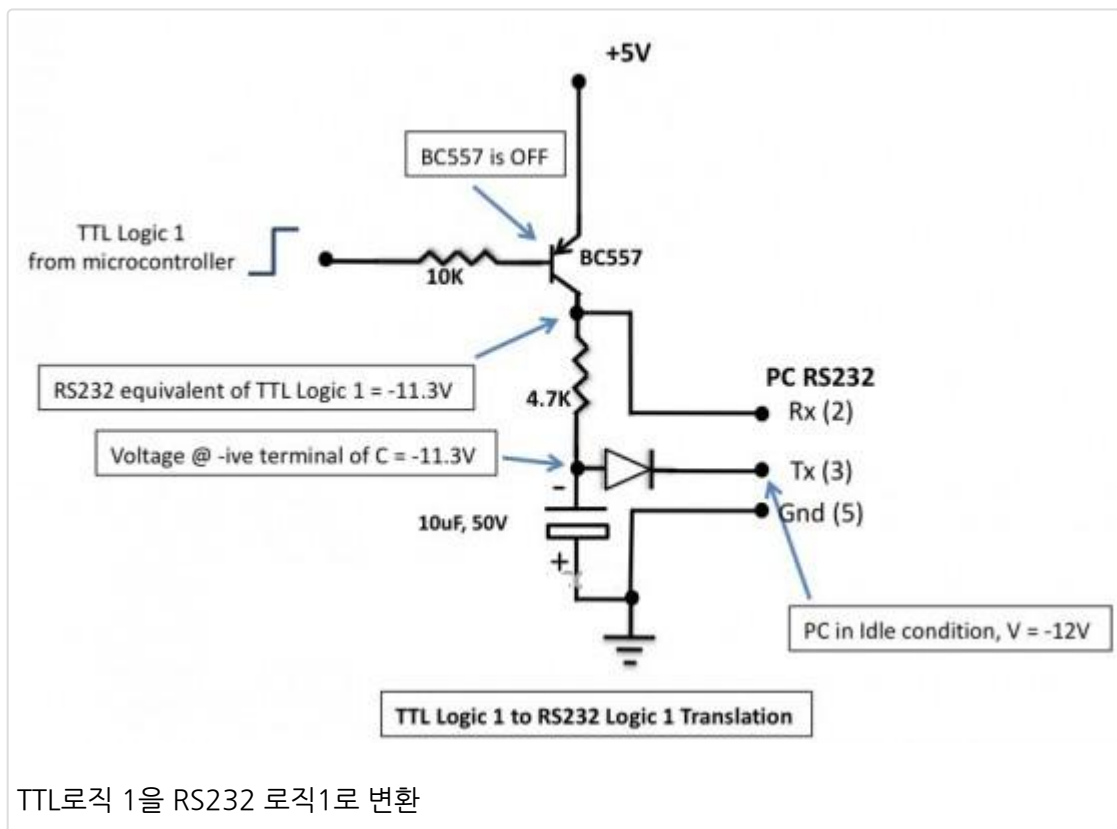 +5V
BC557 is OFF
TTL Logic 1
from microcontroller
10K
BC557
RS232 equivalent of TTL Logic 1 = -11.3V
4.7K
PC RS232
Rx (2)
Voltage @ -ive terminal of C = -11.3V
Tx (3)
-
10uF, 50V
Gnd (5)
+
PC in Idle condition, V = -12V
TTL Logic 1 to RS232 Logic 1 Translation
TTL로직 1을 RS232 로직1로 변환